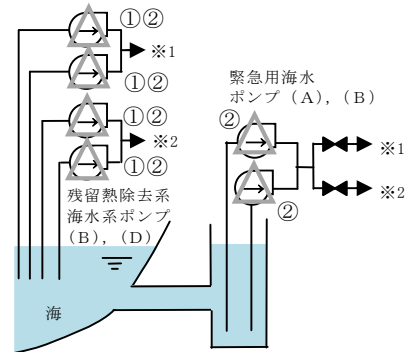 ①②
※1
①②
①②
※2
①②
残留熱除去系
海水系ポンプ
(B), (D)
海
緊急用海水
ポンプ (A), (B)
②
※1
※2
②